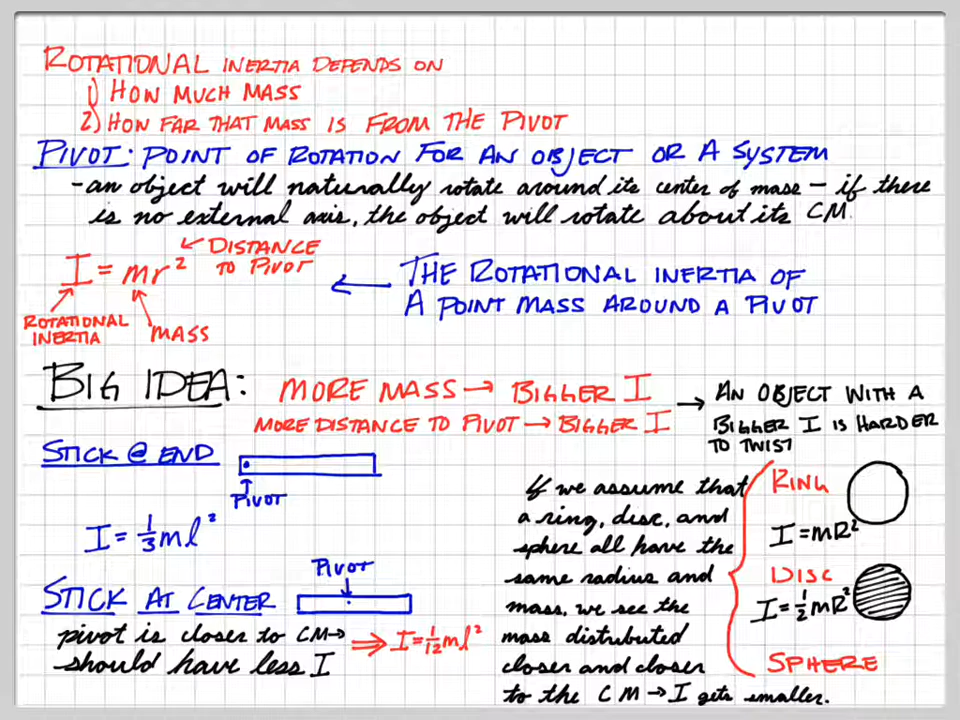 ROTATIONAL INERTIA DEPENDS ON
1) HOW MUCH MASS
2) HOW FAR THAT MASS IS FROM THE PIVOT
PIVOT: POINT OF ROTATION FOR AN OBJECT OR A SYSTEM
-an object will naturally rotate around its center of mass - if there
is no external axis, the object will rotate about its CM.
I = mr²
← DISTANCE
TO PIVOT
ROTATIONAL
INERTIA
MASS
← THE ROTATIONAL INERTIA OF
A POINT MASS AROUND A PIVOT
BIG IDEA:
MORE MASS → BIGGER I
MORE DISTANCE TO PIVOT → BIGGER I
→ AN OBJECT WITH A
BIGGER I IS HARDER
TO TWIST
STICK @ END
PIVOT
I = 1/3 ml²
STICK AT CENTER
PIVOT
pivot is closer to CM→
should have less I
⇒ I = 1/12 ml²
If we assume that
a ring, disc, and
sphere all have the
same radius and
mass, we see the
mass distributed
closer and closer
to the CM → I gets smaller.
RING
I = mR²
DISC
I = 1/2 mR²
SPHERE